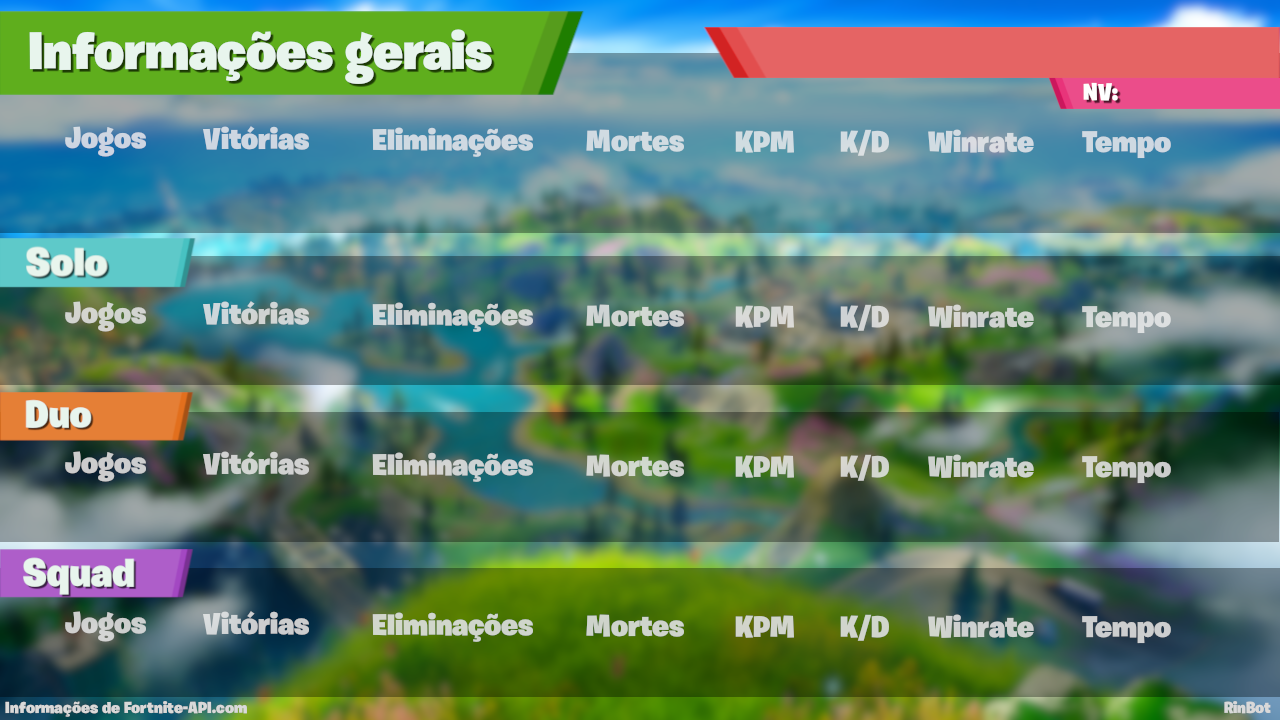 Informações gerais
NV:
Jogos Vitórias Eliminações Mortes KPM K/D Winrate Tempo
Solo
Jogos Vitórias Eliminações Mortes KPM K/D Winrate Tempo
Duo
Jogos Vitórias Eliminações Mortes KPM K/D Winrate Tempo
Squad
Jogos Vitórias Eliminações Mortes KPM K/D Winrate Tempo
Informações de Fortnite-API.com
RinBot